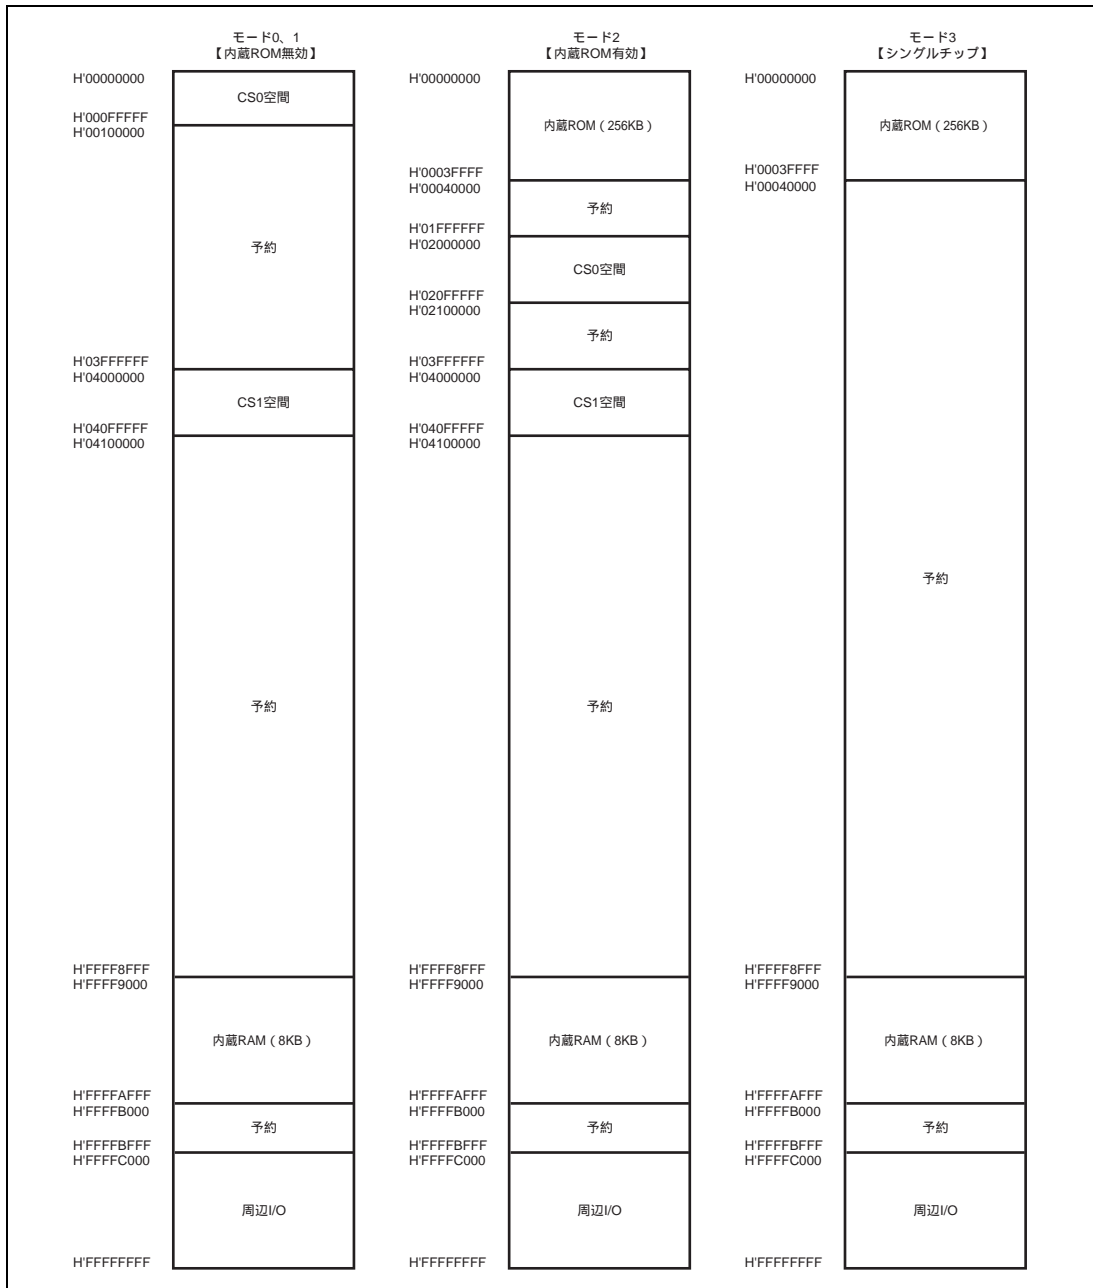 モード0、1
【内蔵ROM無効】
H'00000000
CS0空間
H'000FFFFF
H'00100000
予約
H'03FFFFFF
H'04000000
CS1空間
H'040FFFFF
H'04100000
予約
H'FFFF8FFF
H'FFFF9000
内蔵RAM（8KB）
H'FFFFAFFF
H'FFFFB000
予約
H'FFFFBFFF
H'FFFFC000
周辺I/O
H'FFFFFFFF
モード2
【内蔵ROM有効】
H'00000000
内蔵ROM（256KB）
H'0003FFFF
H'00040000
予約
H'01FFFFFF
H'02000000
CS0空間
H'020FFFFF
H'02100000
予約
H'03FFFFFF
H'04000000
CS1空間
H'040FFFFF
H'04100000
予約
H'FFFF8FFF
H'FFFF9000
内蔵RAM（8KB）
H'FFFFAFFF
H'FFFFB000
予約
H'FFFFBFFF
H'FFFFC000
周辺I/O
H'FFFFFFFF
モード3
【シングルチップ】
H'00000000
内蔵ROM（256KB）
H'0003FFFF
H'00040000
予約
H'FFFF8FFF
H'FFFF9000
内蔵RAM（8KB）
H'FFFFAFFF
H'FFFFB000
予約
H'FFFFBFFF
H'FFFFC000
周辺I/O
H'FFFFFFFF